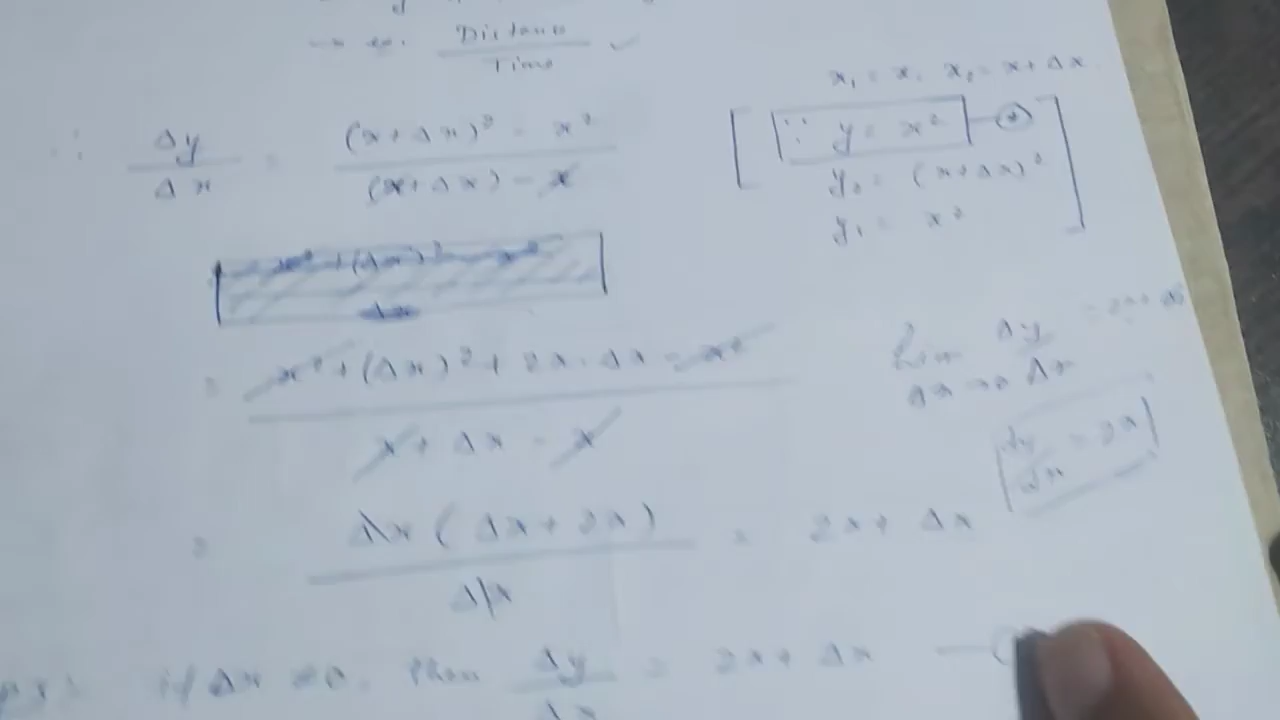 Distance
Time
x₁ = x, x₂ = x+Δx
∴ Δy/Δx = ((x+Δx)² - x²)/((x+Δx) - x)
∵ y = x²
y₂ = (x+Δx)²
y₁ = x²
= (x² + (Δx)² + 2x·Δx - x²)/(x + Δx - x)
lim Δx→0 Δy/Δx
dy/dx = 2x
= Δx(Δx+2x)/Δx = 2x + Δx
if Δx ≠ 0. Then Δy/Δx = 2x + Δx